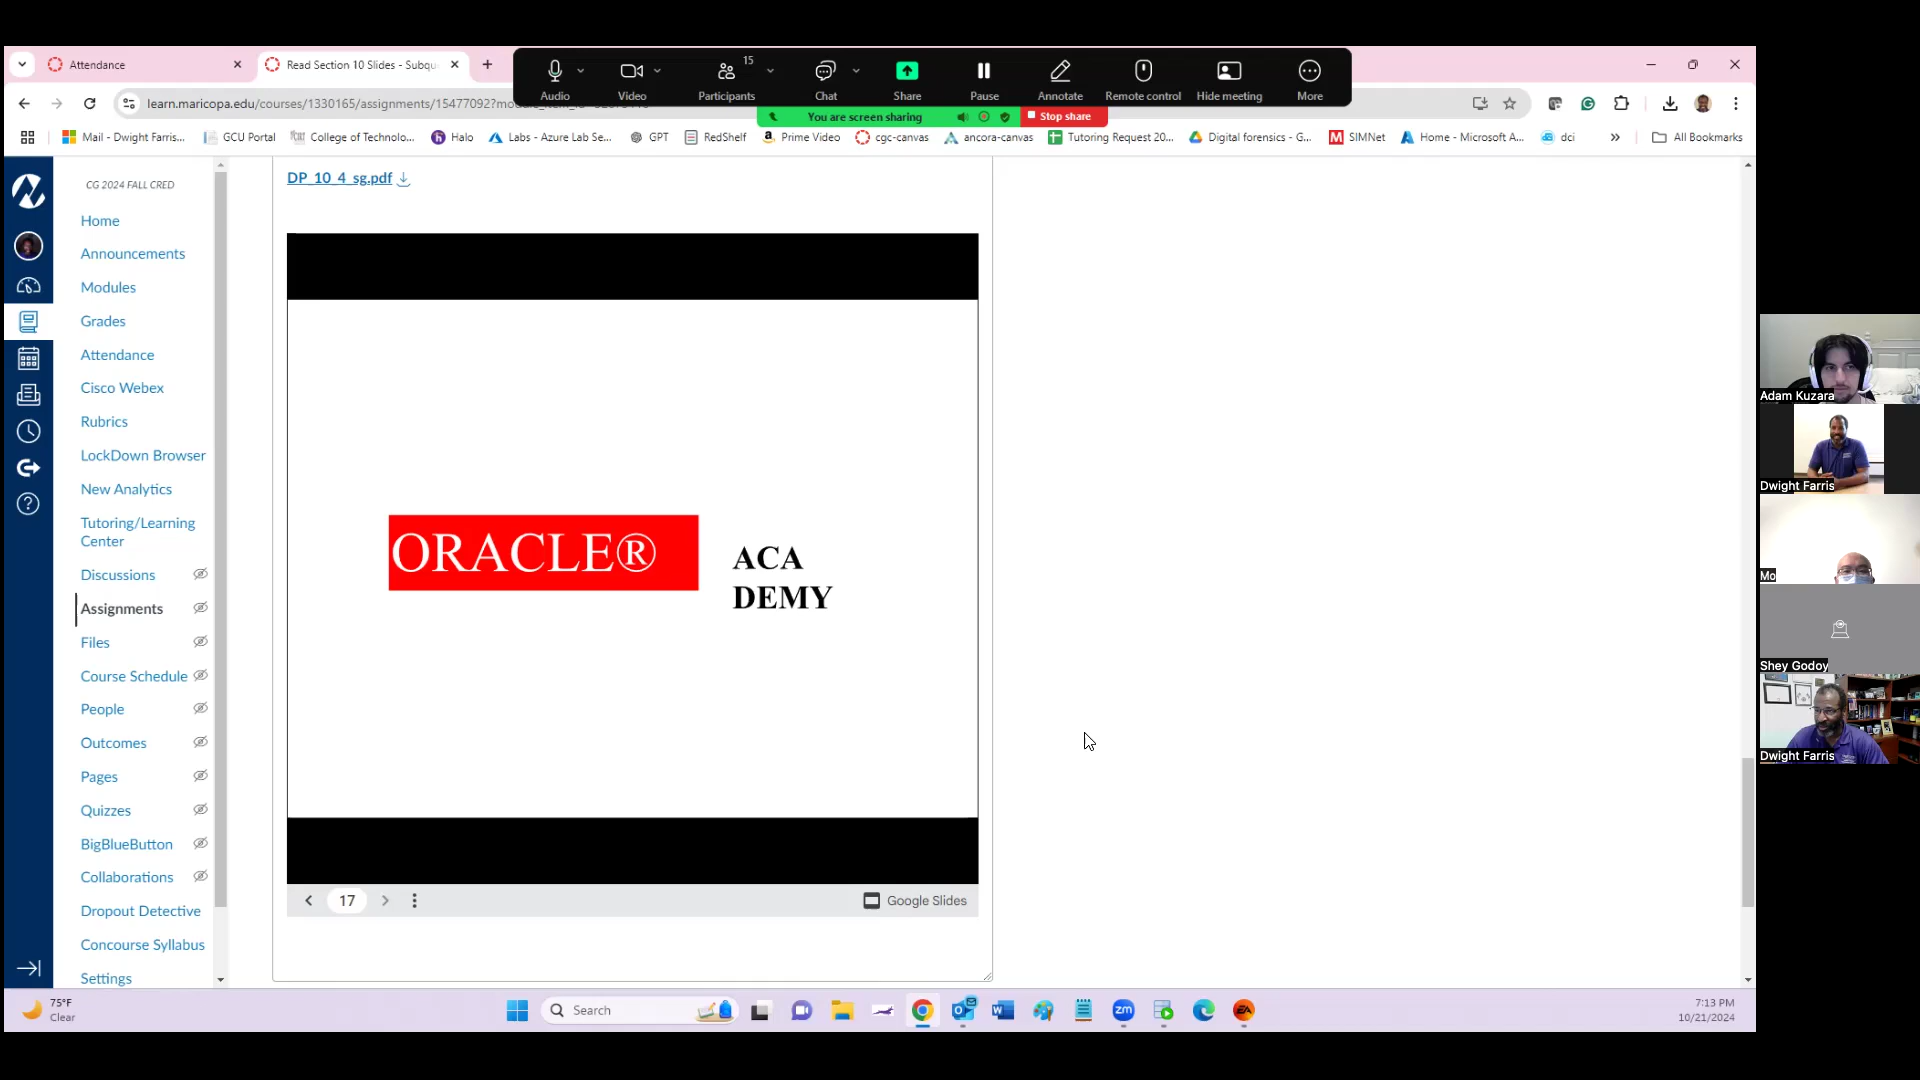 Attendance
Read Section 10 Slides - Subqu
Audio
Video
15
Participants
Chat
Share
Pause
Annotate
Remote control
Hide meeting
More
You are screen sharing
Stop share
Mail - Dwight Farris...
GCU Portal
College of Technolo...
Halo
Labs - Azure Lab Se...
GPT
RedShelf
Prime Video
cgc-canvas
ancora-canvas
Tutoring Request 20...
Digital forensics - G...
SIMNet
Home - Microsoft A...
dci
»
All Bookmarks
CG 2024 FALL CRED
Home
Announcements
Modules
Grades
Attendance
Cisco Webex
Rubrics
LockDown Browser
New Analytics
Tutoring/Learning
Center
Discussions
Assignments
Files
Course Schedule
People
Outcomes
Pages
Quizzes
BigBlueButton
Collaborations
Dropout Detective
Concourse Syllabus
Settings
DP_10_4_sg.pdf
ORACLE®
ACA
DEMY
17
Google Slides
Adam Kuzara
Dwight Farris
Mo
Shey Godoy
Dwight Farris
75°F
Clear
Search
7:13 PM
10/21/2024